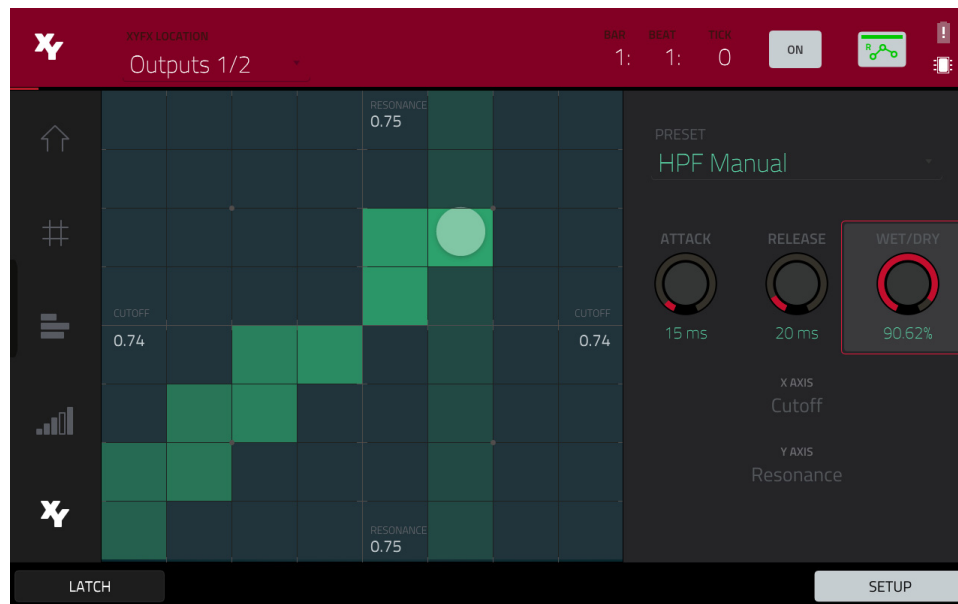 XY
XYFX LOCATION
Outputs 1/2
BAR BEAT TICK
1: 1: 0
ON
R
!
RESONANCE
0.75
PRESET
HPF Manual
ATTACK RELEASE WET/DRY
15 ms 20 ms 90.62%
CUTOFF CUTOFF
0.74 0.74
X AXIS
Cutoff
Y AXIS
Resonance
XY
RESONANCE
0.75
LATCH SETUP